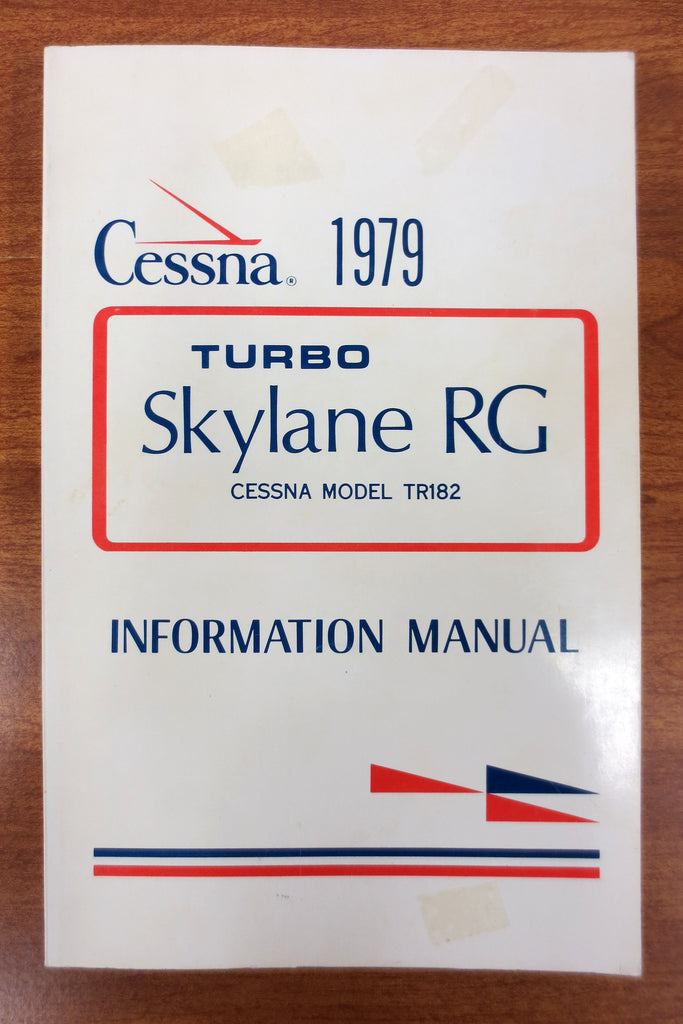 Cessna® 1979
TURBO
Skylane RG
CESSNA MODEL TR182
INFORMATION MANUAL